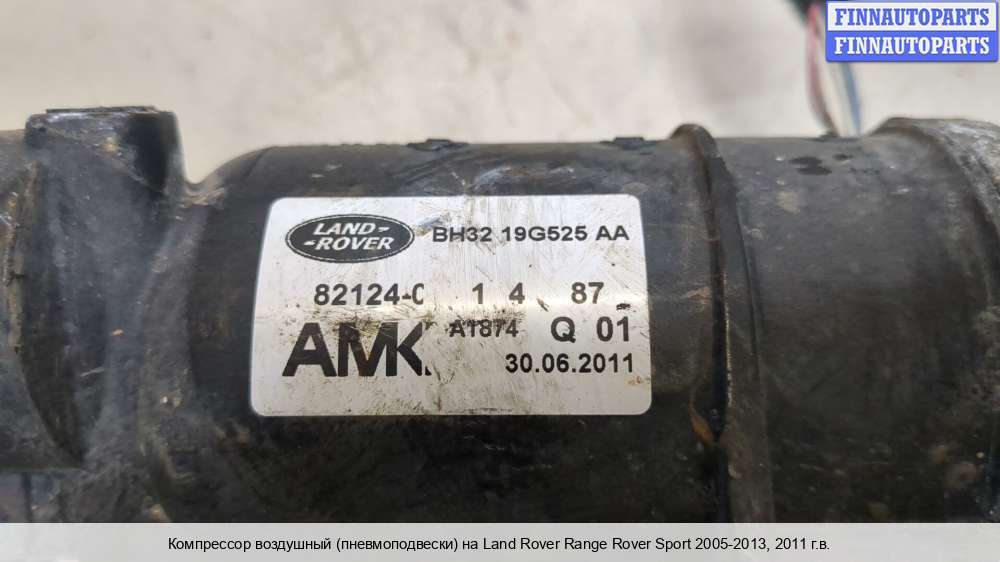 FINNAUTOPARTS
FINNAUTOPARTS
LAND-
-ROVER
BH32 19G525 AA
1 4 87
AMK
A1874 Q 01
30.06.2011
Компрессор воздушный (пневмоподвески) на Land Rover Range Rover Sport 2005-2013, 2011 г.в.